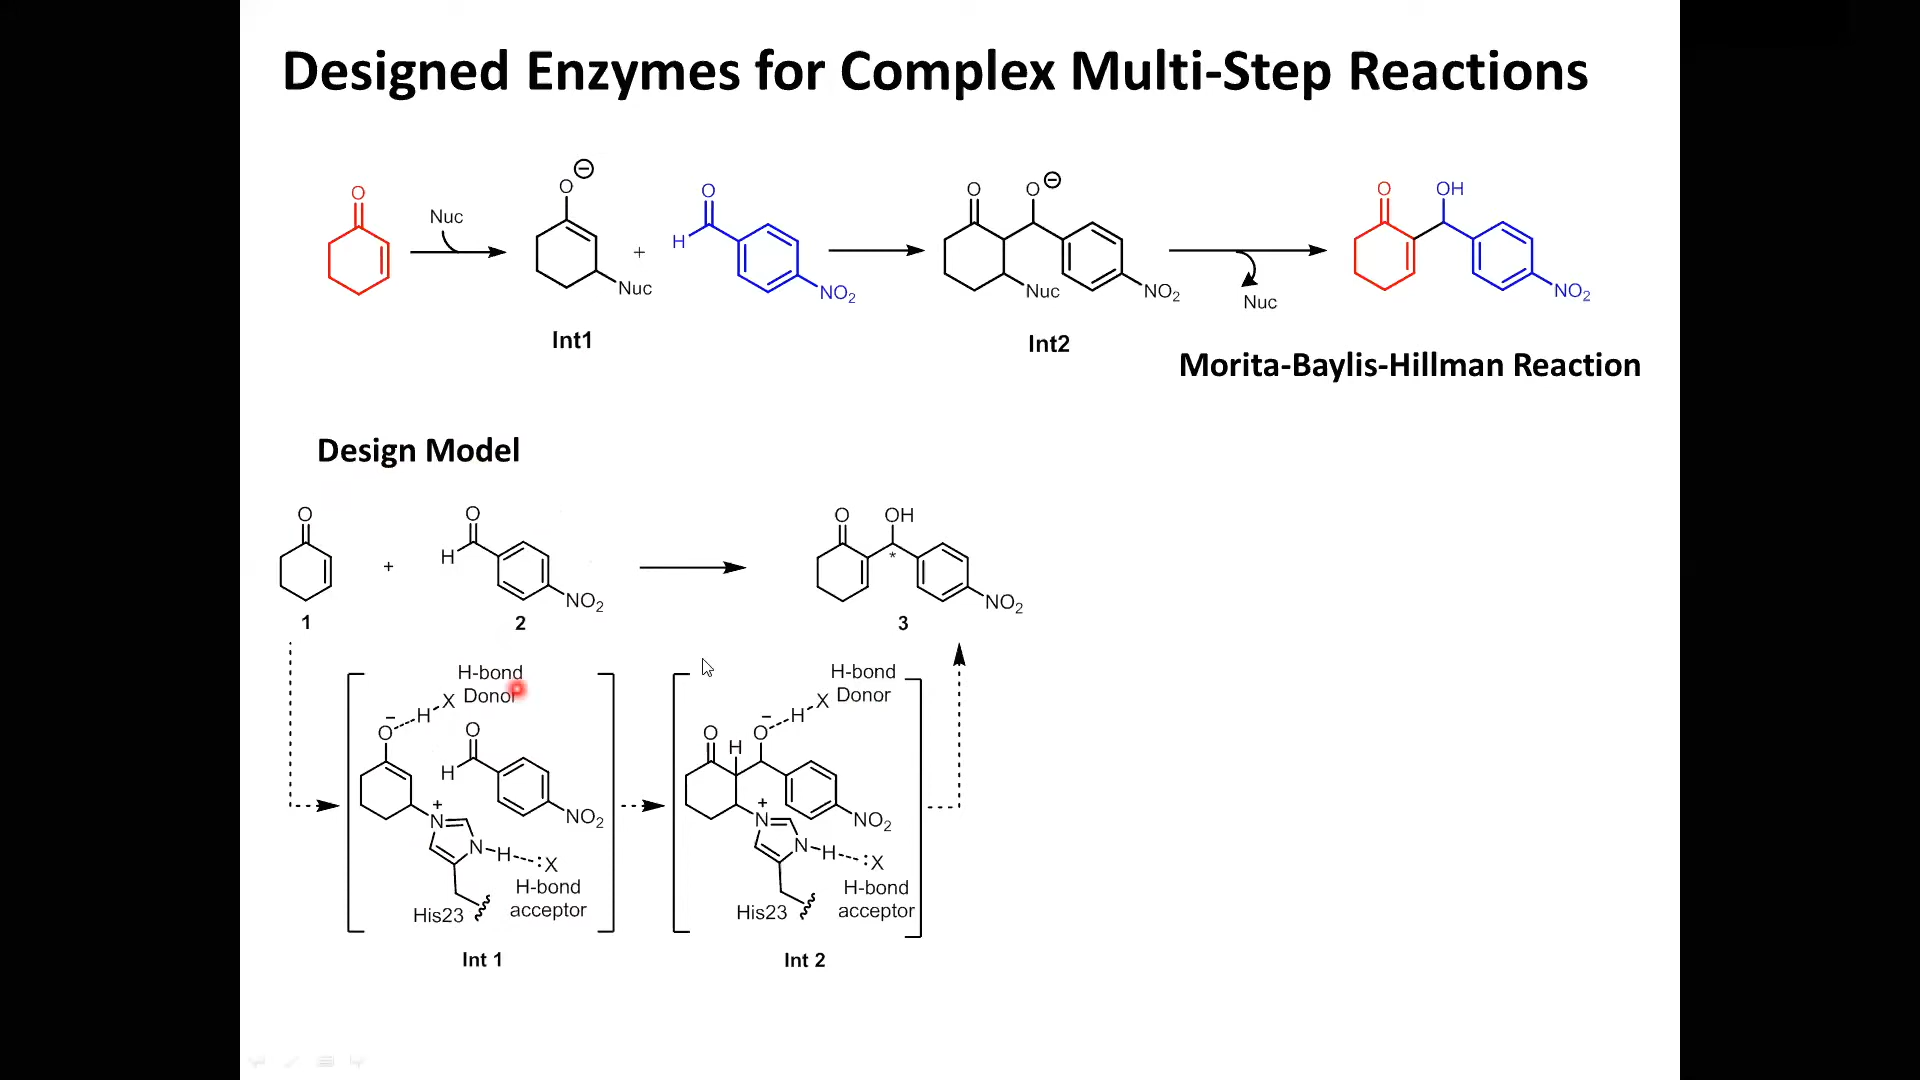 Designed Enzymes for Complex Multi-Step Reactions
O
Nuc
O
⊖
Nuc
Int1
+
O
H
NO2
O
O
⊖
Nuc
NO2
Int2
Nuc
O
OH
NO2
Morita-Baylis-Hillman Reaction
Design Model
O
1
+
O
H
NO2
2
O
OH
*
NO2
3
H-bond
Donor
O
−
H
X
O
H
NO2
+
N
N
H
:X
H-bond
acceptor
His23
Int 1
H-bond
Donor
O
H
O
−
H
X
NO2
+
N
N
H
:X
H-bond
acceptor
His23
Int 2